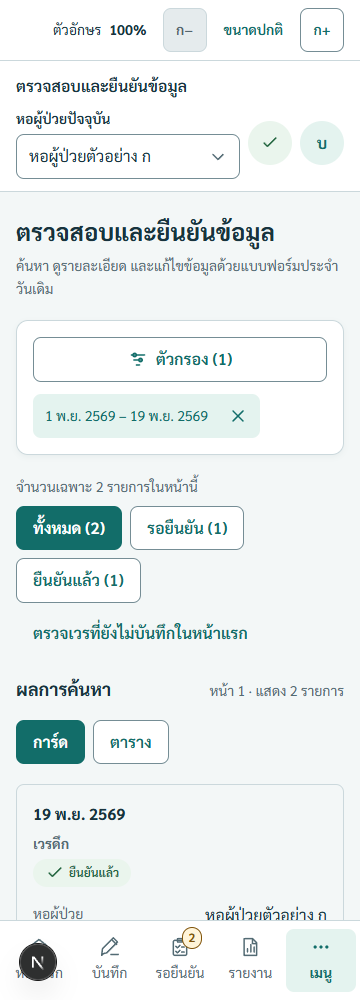 ตัวอักษร 100% ก− ขนาดปกติ ก+
ตรวจสอบและยืนยันข้อมูล
หอผู้ป่วยปัจจุบัน
หอผู้ป่วยตัวอย่าง ก
บ
ตรวจสอบและยืนยันข้อมูล
ค้นหา ดูรายละเอียด และแก้ไขข้อมูลด้วยแบบฟอร์มประจำ
วันเดิม
ตัวกรอง (1)
1 พ.ย. 2569 – 19 พ.ย. 2569
จำนวนเฉพาะ 2 รายการในหน้านี้
ทั้งหมด (2) รอยืนยัน (1)
ยืนยันแล้ว (1)
ตรวจเวรที่ยังไม่บันทึกในหน้าแรก
ผลการค้นหา หน้า 1 · แสดง 2 รายการ
การ์ด ตาราง
19 พ.ย. 2569
เวรดึก
ยืนยันแล้ว
หอผู้ป่วย หอผู้ป่วยตัวอย่าง ก
2
N บันทึก รอยืนยัน รายงาน เมนู